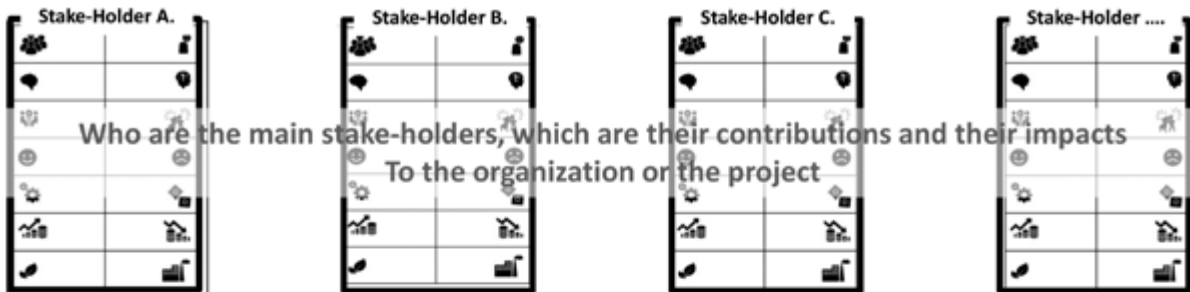 Stake-Holder A.
Stake-Holder B.
Stake-Holder C.
Stake-Holder ....
Who are the main stake-holders, which are their contributions and their impacts
To the organization or the project